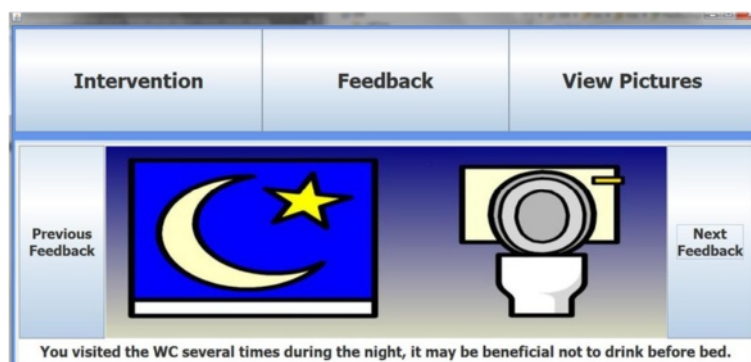 Intervention
Feedback
View Pictures
Previous
Feedback
Next
Feedback
You visited the WC several times during the night, it may be beneficial not to drink before bed.